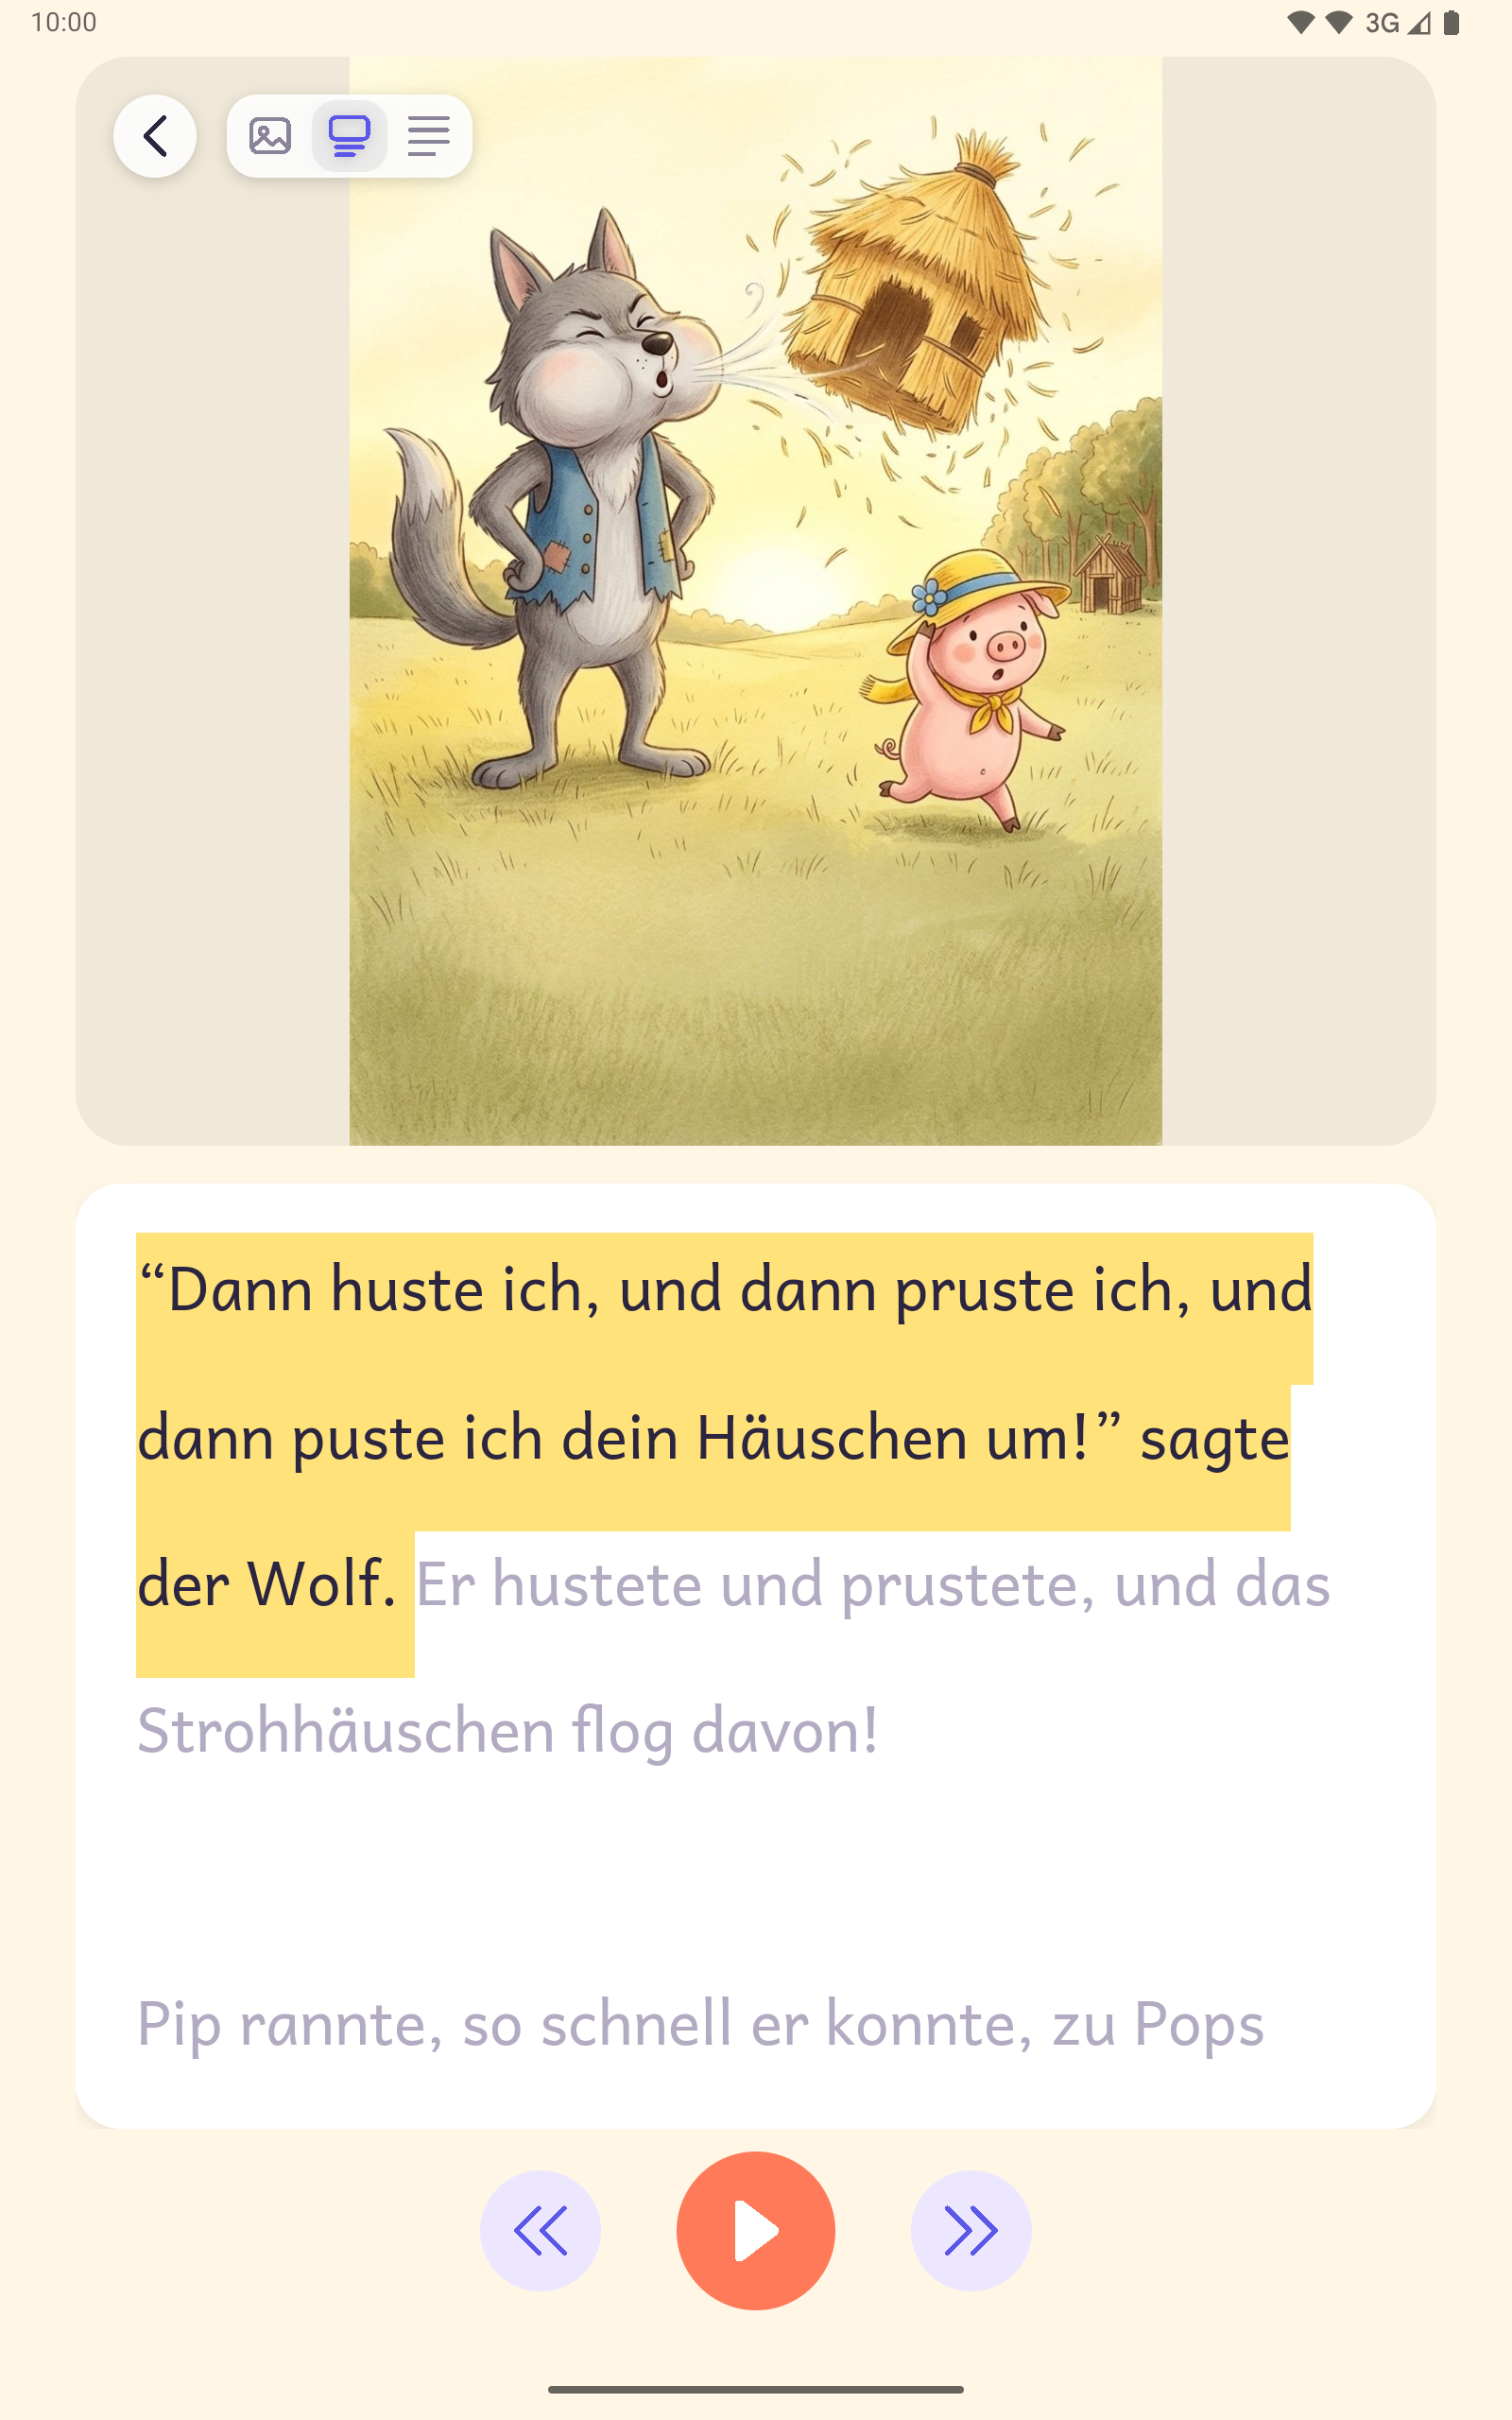 10:00
3G
“Dann huste ich, und dann pruste ich, und
dann puste ich dein Häuschen um!” sagte
der Wolf. Er hustete und prustete, und das
Strohhäuschen flog davon!
Pip rannte, so schnell er konnte, zu Pops